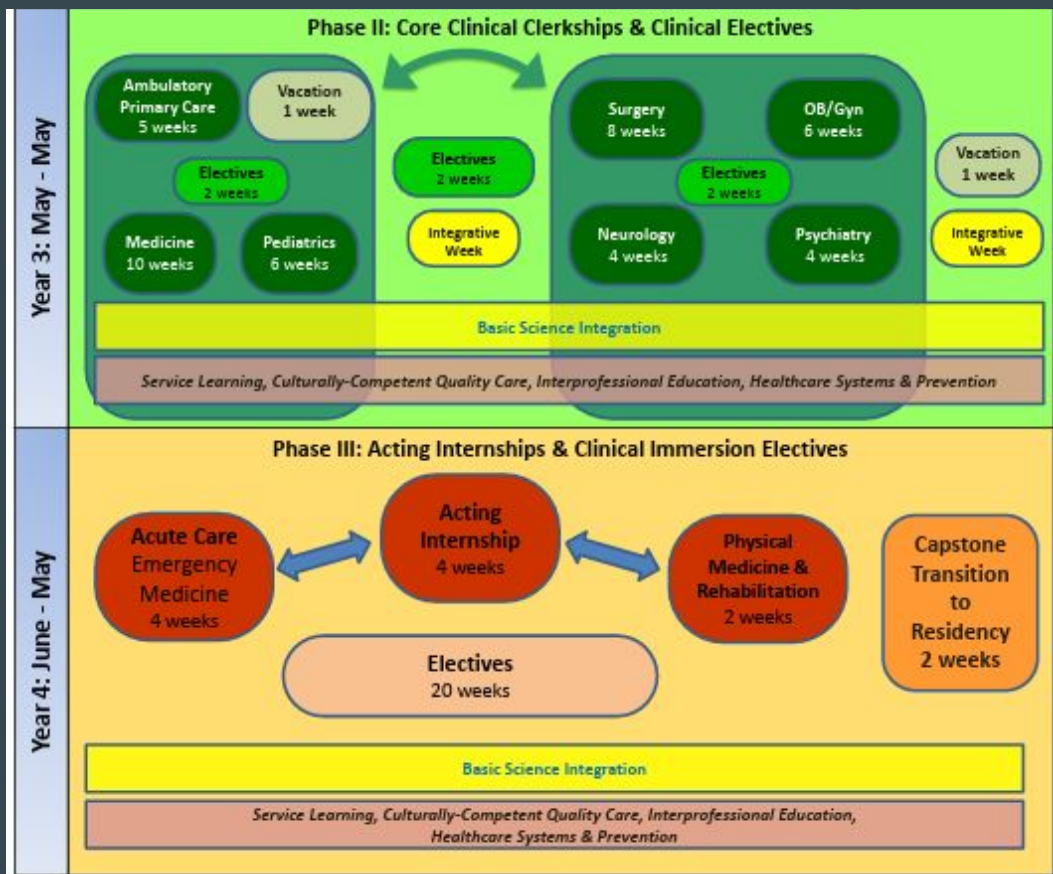 Year 3: May - May
Phase II: Core Clinical Clerkships & Clinical Electives
Ambulatory
Primary Care
5 weeks
Vacation
1 week
Electives
2 weeks
Medicine
10 weeks
Pediatrics
6 weeks
Electives
2 weeks
Integrative
Week
Surgery
8 weeks
OB/Gyn
6 weeks
Electives
2 weeks
Neurology
4 weeks
Psychiatry
4 weeks
Vacation
1 week
Integrative
Week
Basic Science Integration
Service Learning, Culturally-Competent Quality Care, Interprofessional Education, Healthcare Systems & Prevention
Year 4: June - May
Phase III: Acting Internships & Clinical Immersion Electives
Acute Care
Emergency
Medicine
4 weeks
Acting
Internship
4 weeks
Physical
Medicine &
Rehabilitation
2 weeks
Capstone
Transition
to
Residency
2 weeks
Electives
20 weeks
Basic Science Integration
Service Learning, Culturally-Competent Quality Care, Interprofessional Education,
Healthcare Systems & Prevention